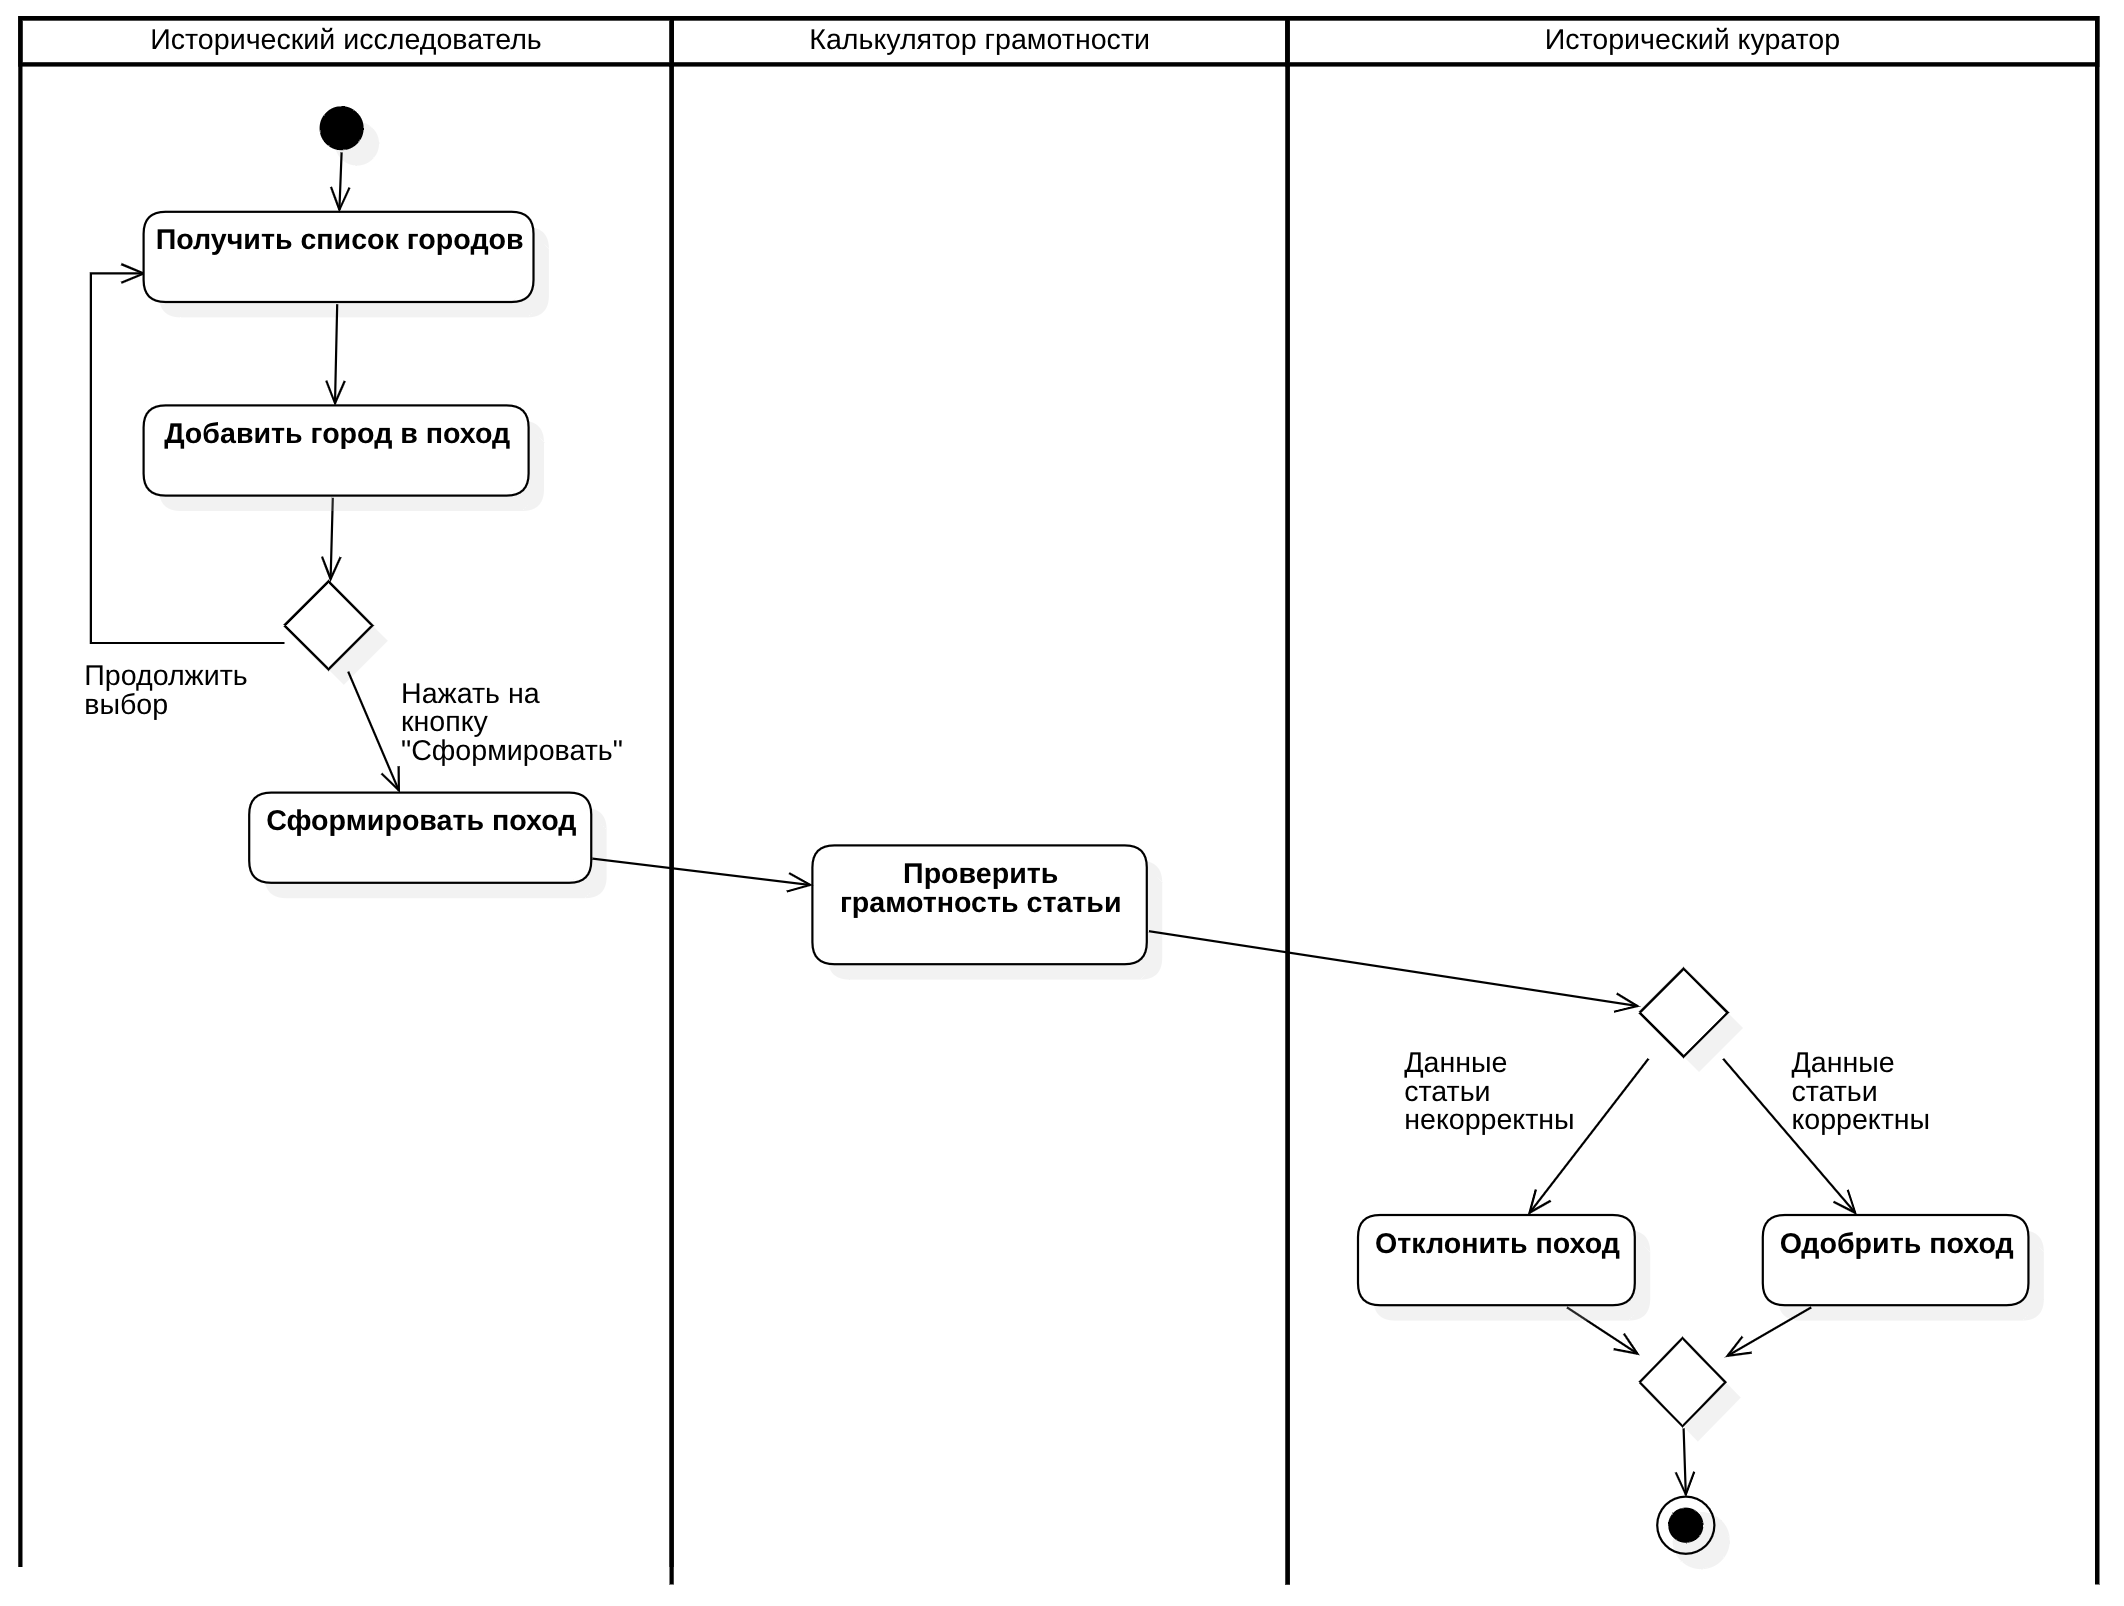 Исторический исследователь
Калькулятор грамотности
Исторический куратор
Получить список городов
Добавить город в поход
Продолжить
выбор
Нажать на
кнопку
"Сформировать"
Сформировать поход
Проверить
грамотность статьи
Данные
статьи
некорректны
Данные
статьи
корректны
Отклонить поход
Одобрить поход